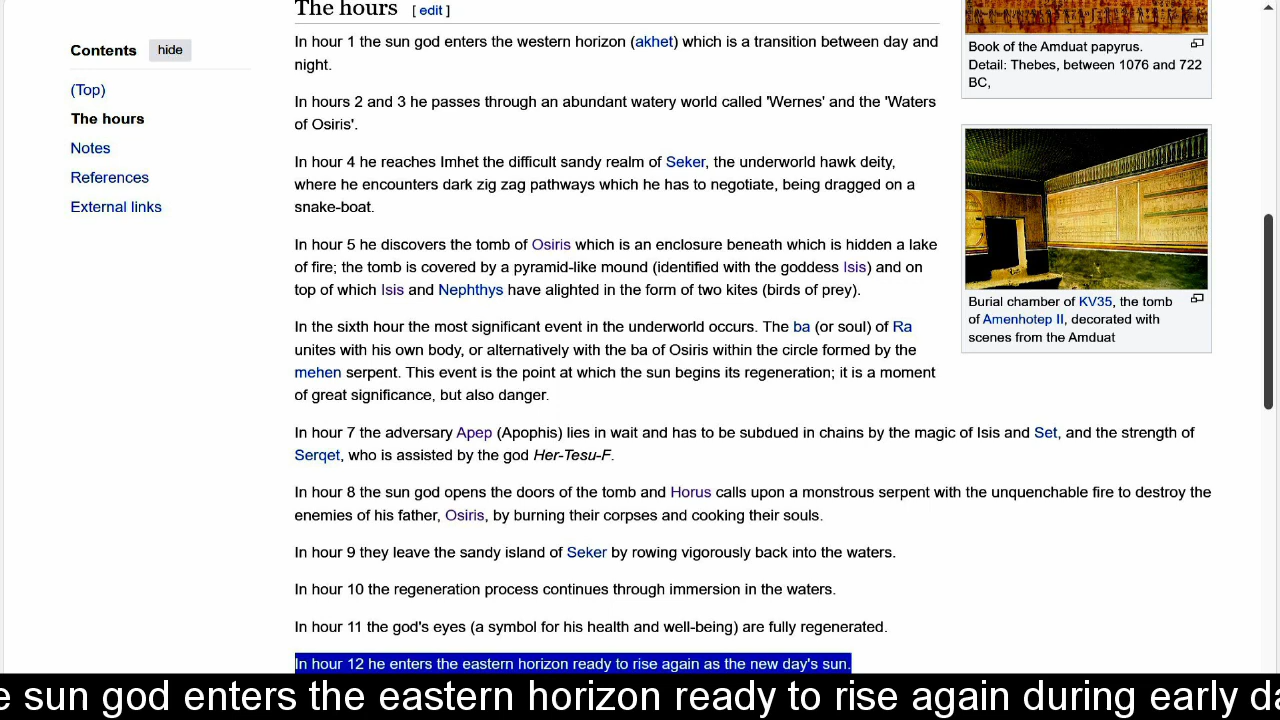 The hours [ edit ]
Contents hide
(Top)
The hours
Notes
References
External links
In hour 1 the sun god enters the western horizon (akhet) which is a transition between day and
night.
In hours 2 and 3 he passes through an abundant watery world called 'Wernes' and the 'Waters
of Osiris'.
In hour 4 he reaches Imhet the difficult sandy realm of Seker, the underworld hawk deity,
where he encounters dark zig zag pathways which he has to negotiate, being dragged on a
snake-boat.
In hour 5 he discovers the tomb of Osiris which is an enclosure beneath which is hidden a lake
of fire; the tomb is covered by a pyramid-like mound (identified with the goddess Isis) and on
top of which Isis and Nephthys have alighted in the form of two kites (birds of prey).
In the sixth hour the most significant event in the underworld occurs. The ba (or soul) of Ra
unites with his own body, or alternatively with the ba of Osiris within the circle formed by the
mehen serpent. This event is the point at which the sun begins its regeneration; it is a moment
of great significance, but also danger.
In hour 7 the adversary Apep (Apophis) lies in wait and has to be subdued in chains by the magic of Isis and Set, and the strength of
Serqet, who is assisted by the god Her-Tesu-F.
In hour 8 the sun god opens the doors of the tomb and Horus calls upon a monstrous serpent with the unquenchable fire to destroy the
enemies of his father, Osiris, by burning their corpses and cooking their souls.
In hour 9 they leave the sandy island of Seker by rowing vigorously back into the waters.
In hour 10 the regeneration process continues through immersion in the waters.
In hour 11 the god's eyes (a symbol for his health and well-being) are fully regenerated.
In hour 12 he enters the eastern horizon ready to rise again as the new day's sun.
Book of the Amduat papyrus.
Detail: Thebes, between 1076 and 722
BC,
Burial chamber of KV35, the tomb
of Amenhotep II, decorated with
scenes from the Amduat
e sun god enters the eastern horizon ready to rise again during early da